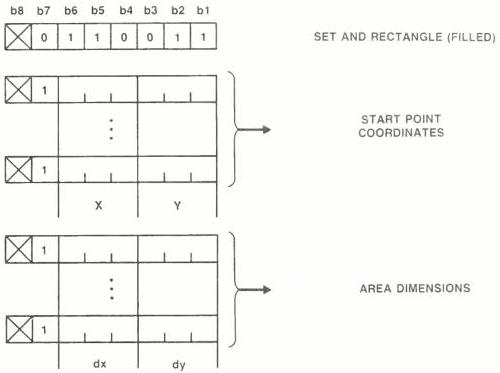 b8 b7 b6 b5 b4 b3 b2 b1
0 1 1 0 0 1 1 SET AND RECTANGLE (FILLED)
1
START POINT
COORDINATES
1
X Y
1
AREA DIMENSIONS
1
dx dy